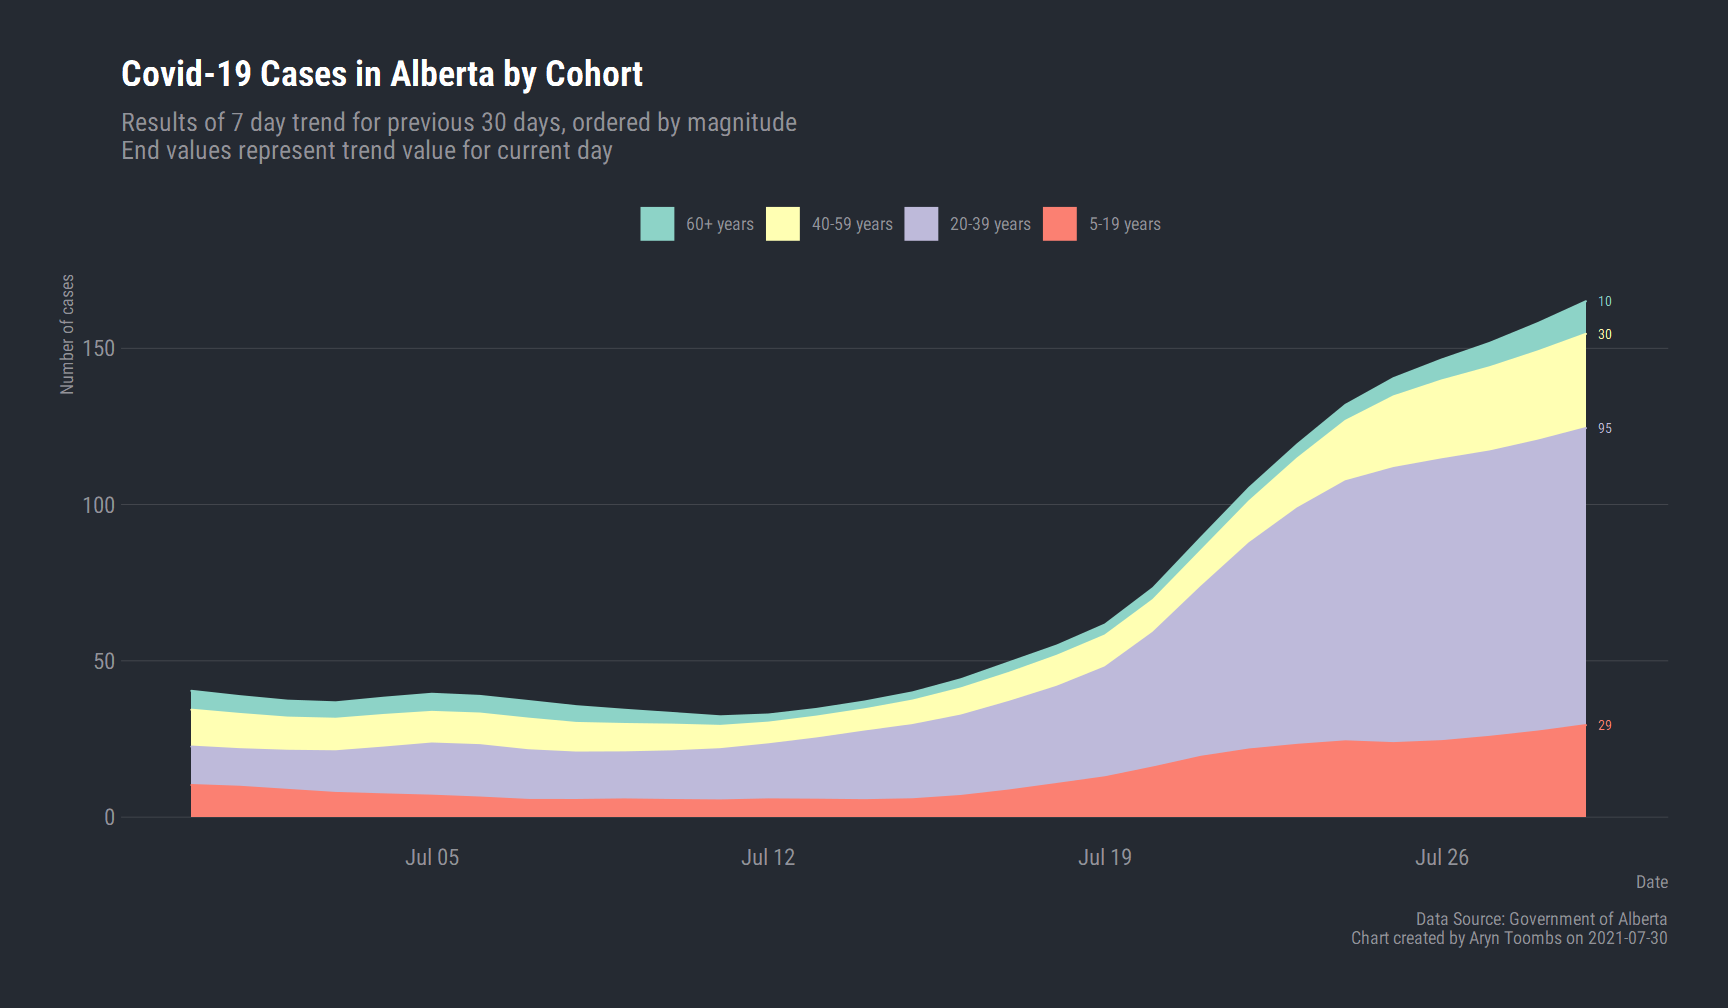 Covid-19 Cases in Alberta by Cohort
Results of 7 day trend for previous 30 days, ordered by magnitude
End values represent trend value for current day
60+ years
40-59 years
20-39 years
5-19 years
Number of cases
150
100
50
0
10
30
95
29
Jul 05
Jul 12
Jul 19
Jul 26
Date
Data Source: Government of Alberta
Chart created by Aryn Toombs on 2021-07-30